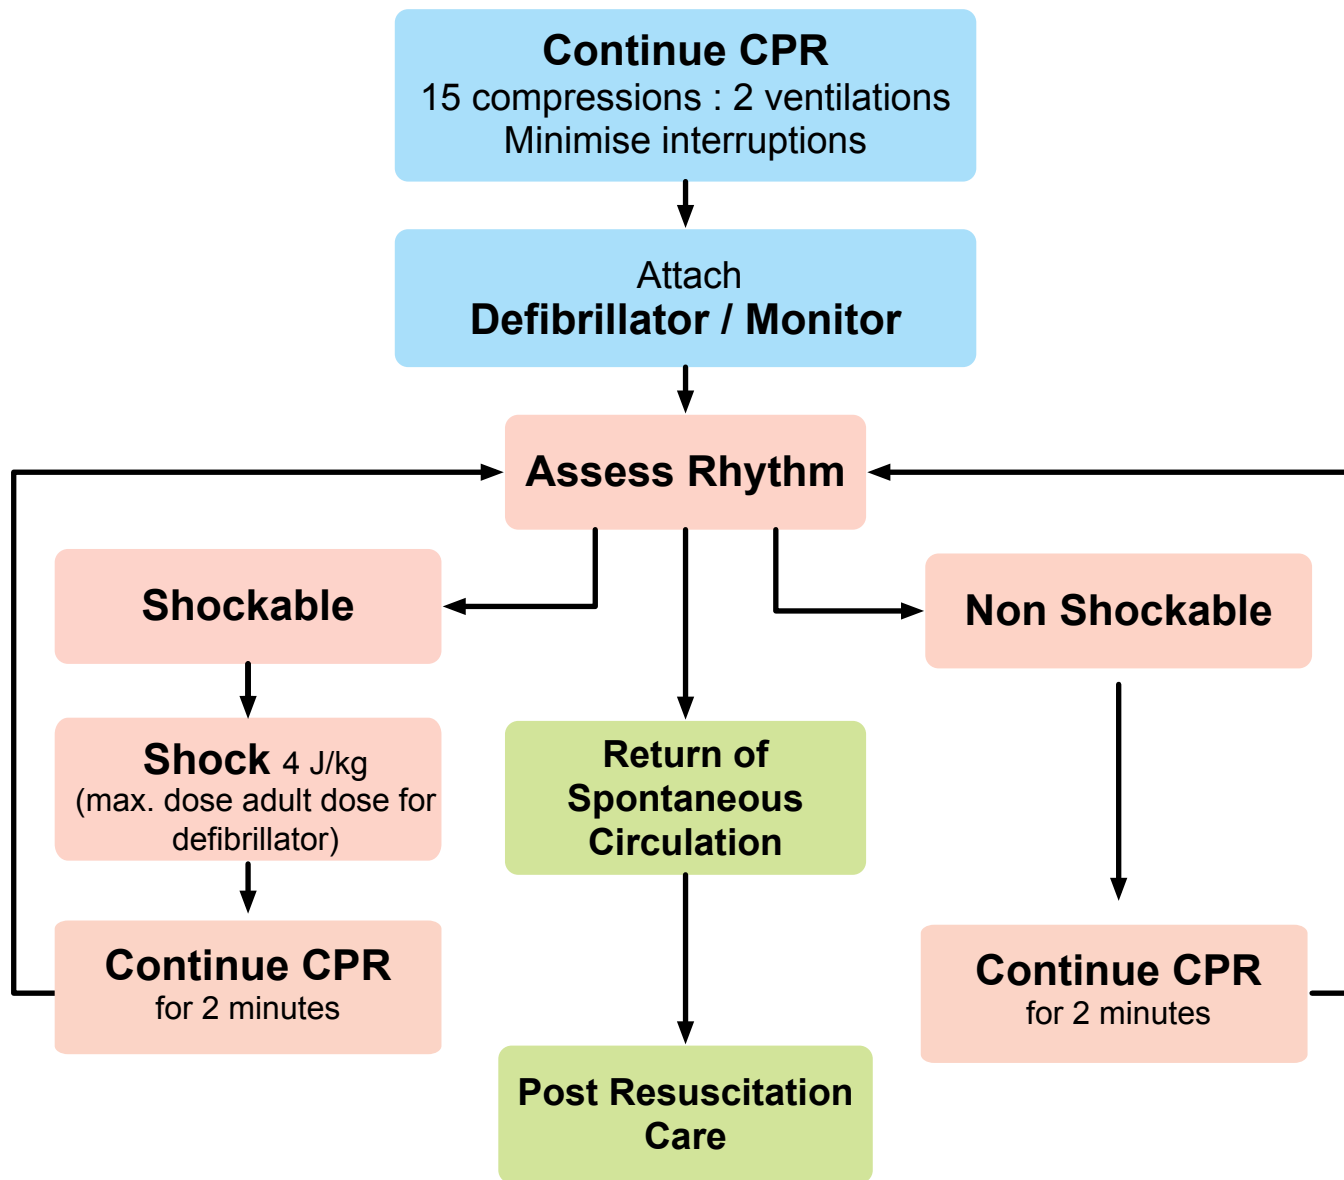 Continue CPR
15 compressions : 2 ventilations
Minimise interruptions
Attach
Defibrillator / Monitor
Assess Rhythm
Shockable
Non Shockable
Shock 4 J/kg
(max. dose adult dose for
defibrillator)
Return of
Spontaneous
Circulation
Continue CPR
for 2 minutes
Continue CPR
for 2 minutes
Post Resuscitation
Care